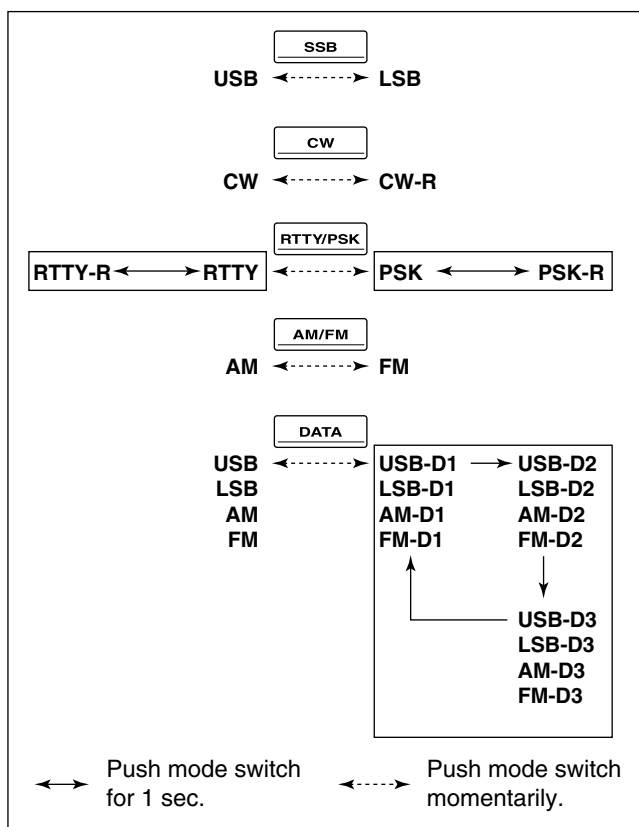 SSB
USB LSB
CW
CW CW-R
RTTY/PSK
RTTY-R RTTY PSK PSK-R
AM/FM
AM FM
DATA
USB USB-D1 USB-D2
LSB LSB-D1 LSB-D2
AM AM-D1 AM-D2
FM FM-D1 FM-D2
USB-D3
LSB-D3
AM-D3
FM-D3
Push mode switch
for 1 sec.
Push mode switch
momentarily.